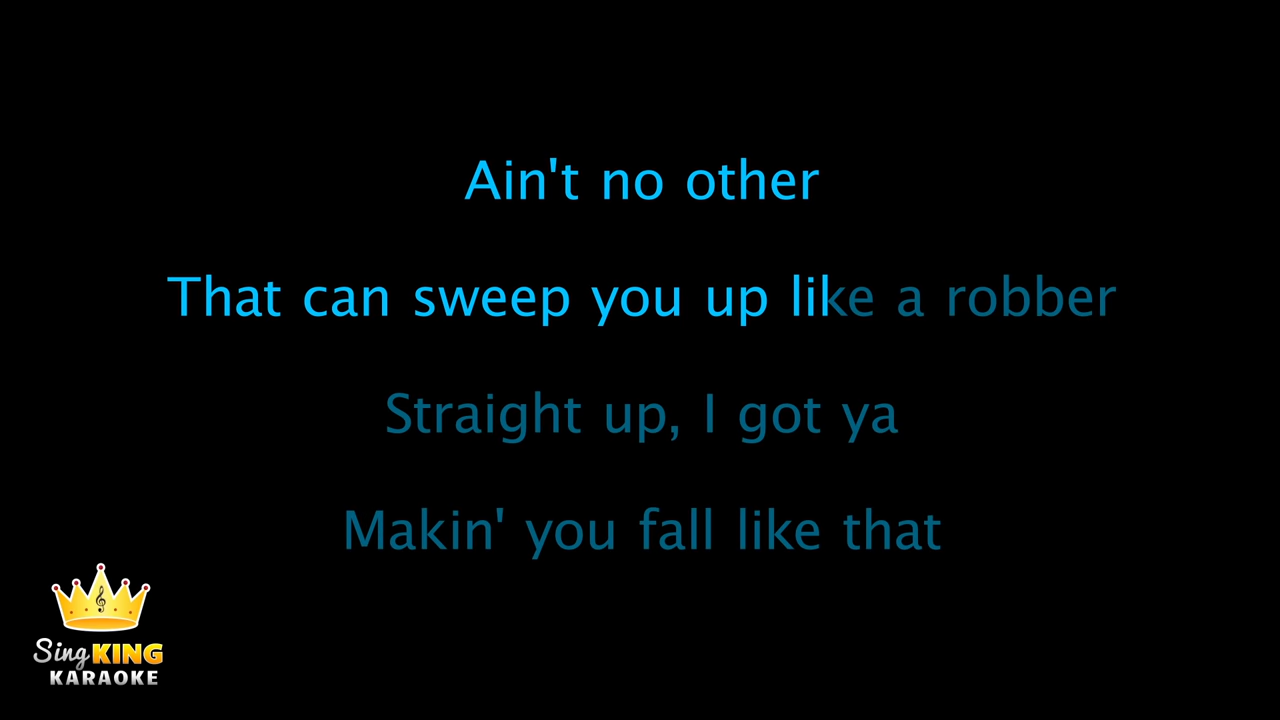 Ain't no other
That can sweep you up like a robber
Straight up, I got ya
Makin' you fall like that
Sing KING
KARAOKE